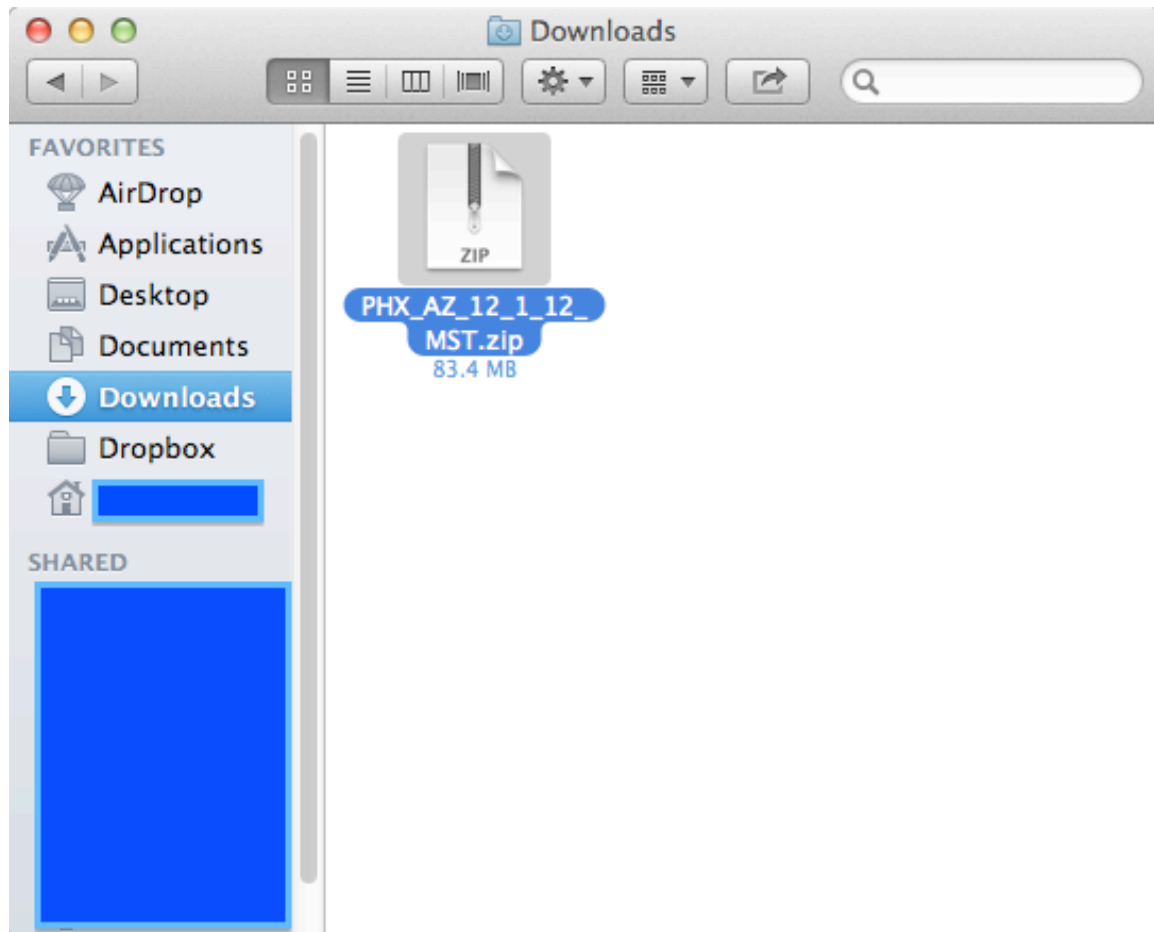 Downloads
FAVORITES
AirDrop
Applications
Desktop
Documents
Downloads
Dropbox
SHARED
ZIP
PHX_AZ_12_1_12_
MST.zip
83.4 MB